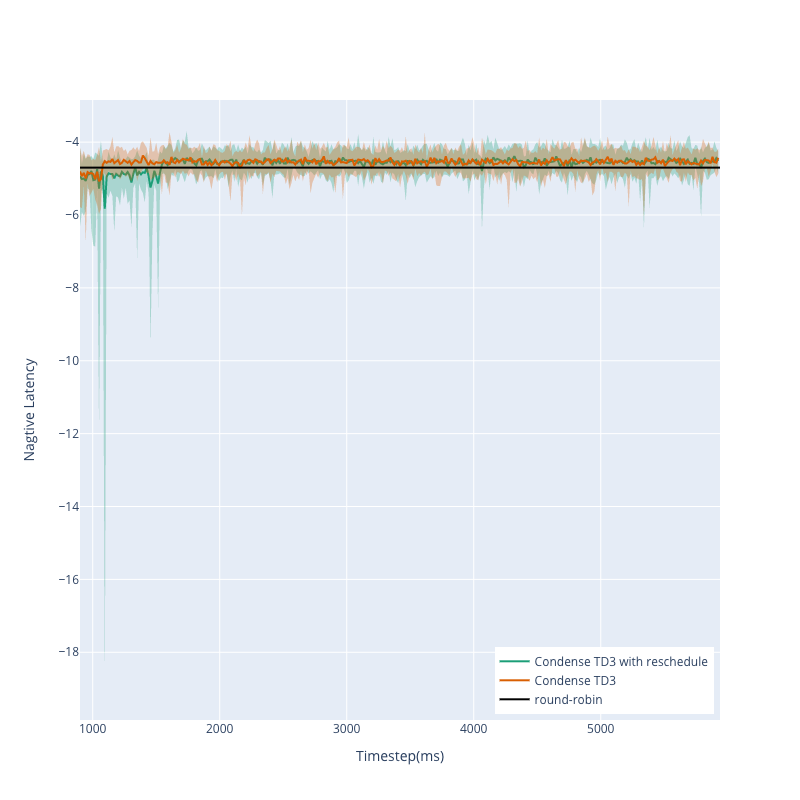 −4
−6
−8
−10
−12
−14
−16
−18
Nagtive Latency
1000
2000
3000
4000
5000
Timestep(ms)
Condense TD3 with reschedule
Condense TD3
round-robin